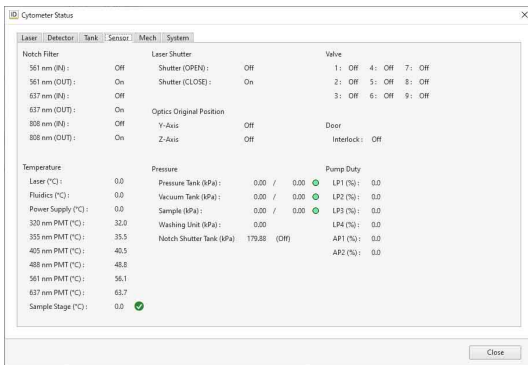 Cytometer Status
Laser Detector Tank Sensor Mech System
Notch Filter
561 nm (IN) : Off
561 nm (OUT) : On
637 nm (IN) : Off
637 nm (OUT) : On
808 nm (IN) : Off
808 nm (OUT) : On
Laser Shutter
Shutter (OPEN) : Off
Shutter (CLOSE) : On
Optics Original Position
Y-Axis Off
Z-Axis Off
Valve
1 : Off 4 : Off 7 : Off
2 : Off 5 : Off 8 : Off
3 : Off 6 : Off 9 : Off
Door
Interlock : Off
Temperature
Laser (°C) : 0.0
Fluidics (°C) : 0.0
Power Supply (°C) : 0.0
320 nm PMT (°C) : 32.0
355 nm PMT (°C) : 35.5
405 nm PMT (°C) : 40.5
488 nm PMT (°C) : 48.8
561 nm PMT (°C) : 56.1
637 nm PMT (°C) : 63.7
Sample Stage (°C) : 0.0
Pressure
Pressure Tank (kPa) : 0.00 / 0.00
Vacuum Tank (kPa) : 0.00 / 0.00
Sample (kPa) : 0.00 / 0.00
Washing Unit (kPa) : 0.00
Notch Shutter Tank (kPa) 179.88 (Off)
Pump Duty
LP1 (%) : 0.0
LP2 (%) : 0.0
LP3 (%) : 0.0
LP4 (%) : 0.0
AP1 (%) : 0.0
AP2 (%) : 0.0
Close